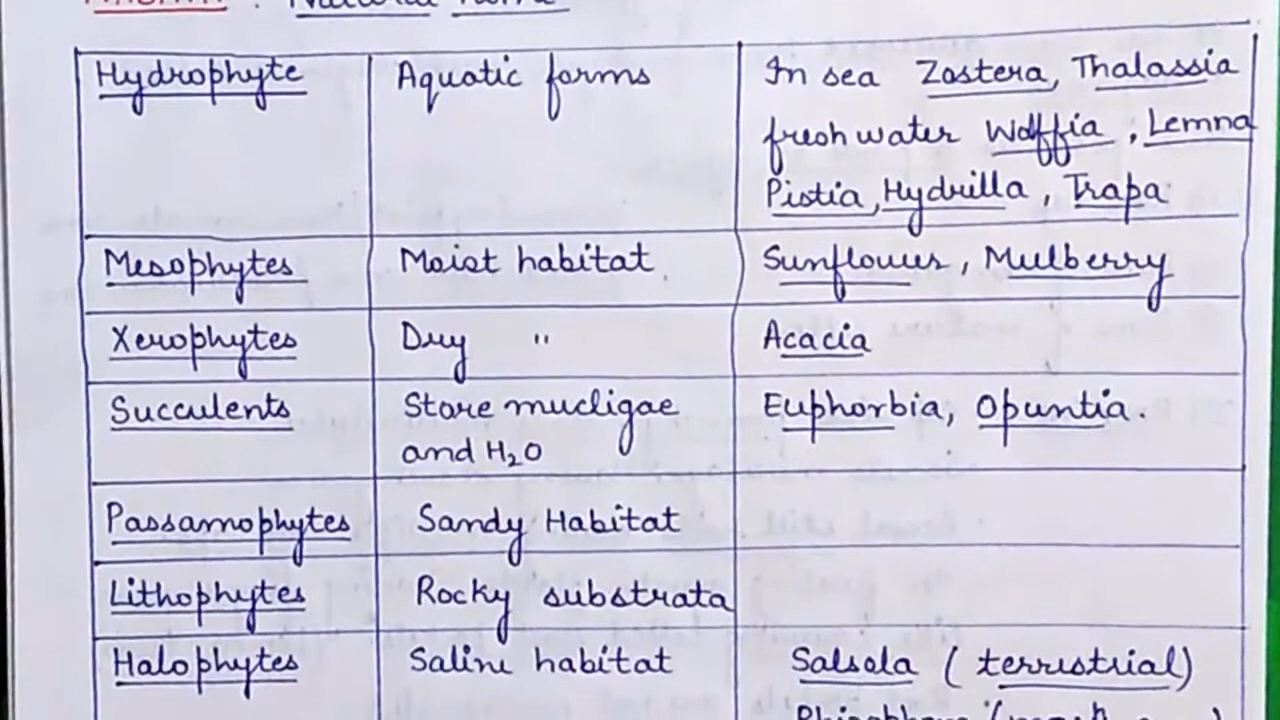 Hydrophyte Aquatic forms In sea Zostera, Thalassia
freshwater Wolffia, Lemna
Pistia, Hydrilla, Trapa
Mesophytes Moist habitat Sunflower, Mulberry
Xerophytes Dry " Acacia
Succulents Store mucligae Euphorbia, Opuntia.
and H₂O
Passamophytes Sandy Habitat
Lithophytes Rocky substrata
Halophytes Saline habitat Salsola (terrestrial)